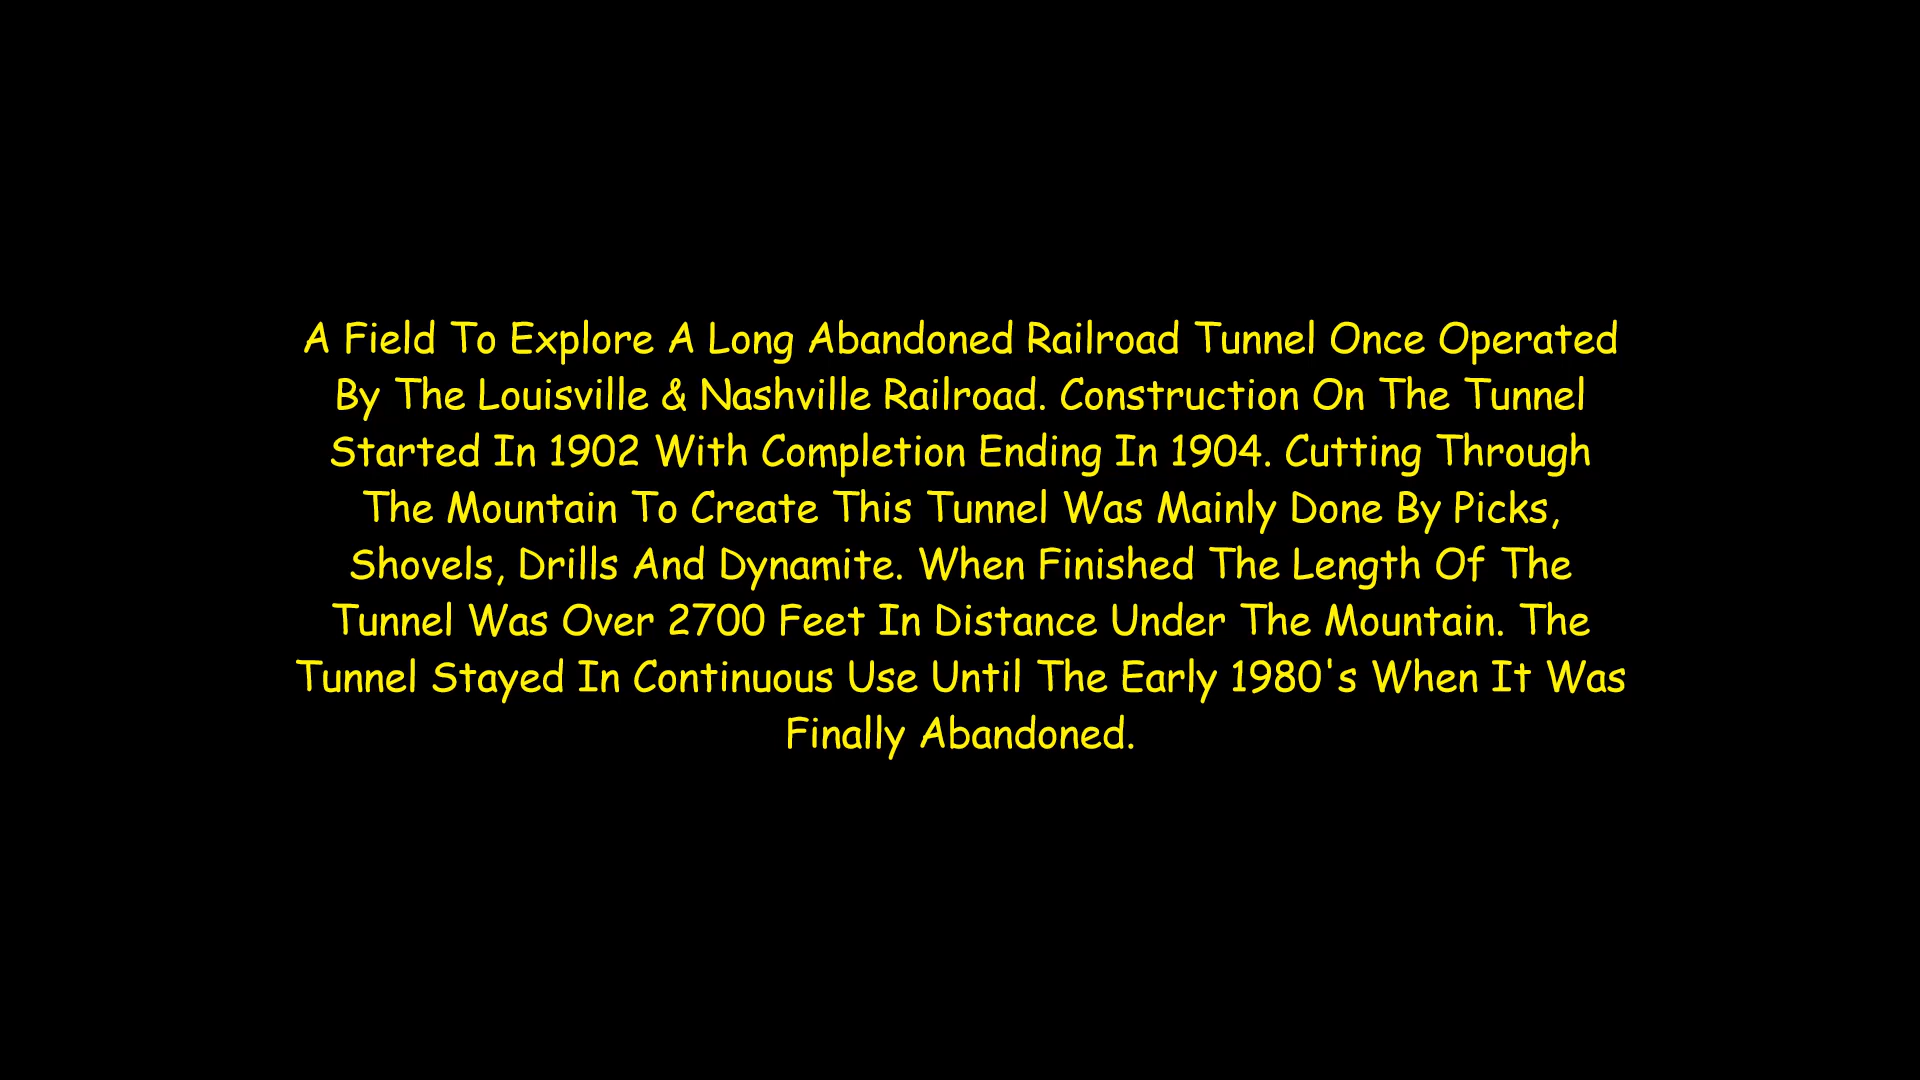 A Field To Explore A Long Abandoned Railroad Tunnel Once Operated
By The Louisville & Nashville Railroad. Construction On The Tunnel
Started In 1902 With Completion Ending In 1904. Cutting Through
The Mountain To Create This Tunnel Was Mainly Done By Picks,
Shovels, Drills And Dynamite. When Finished The Length Of The
Tunnel Was Over 2700 Feet In Distance Under The Mountain. The
Tunnel Stayed In Continuous Use Until The Early 1980's When It Was
Finally Abandoned.